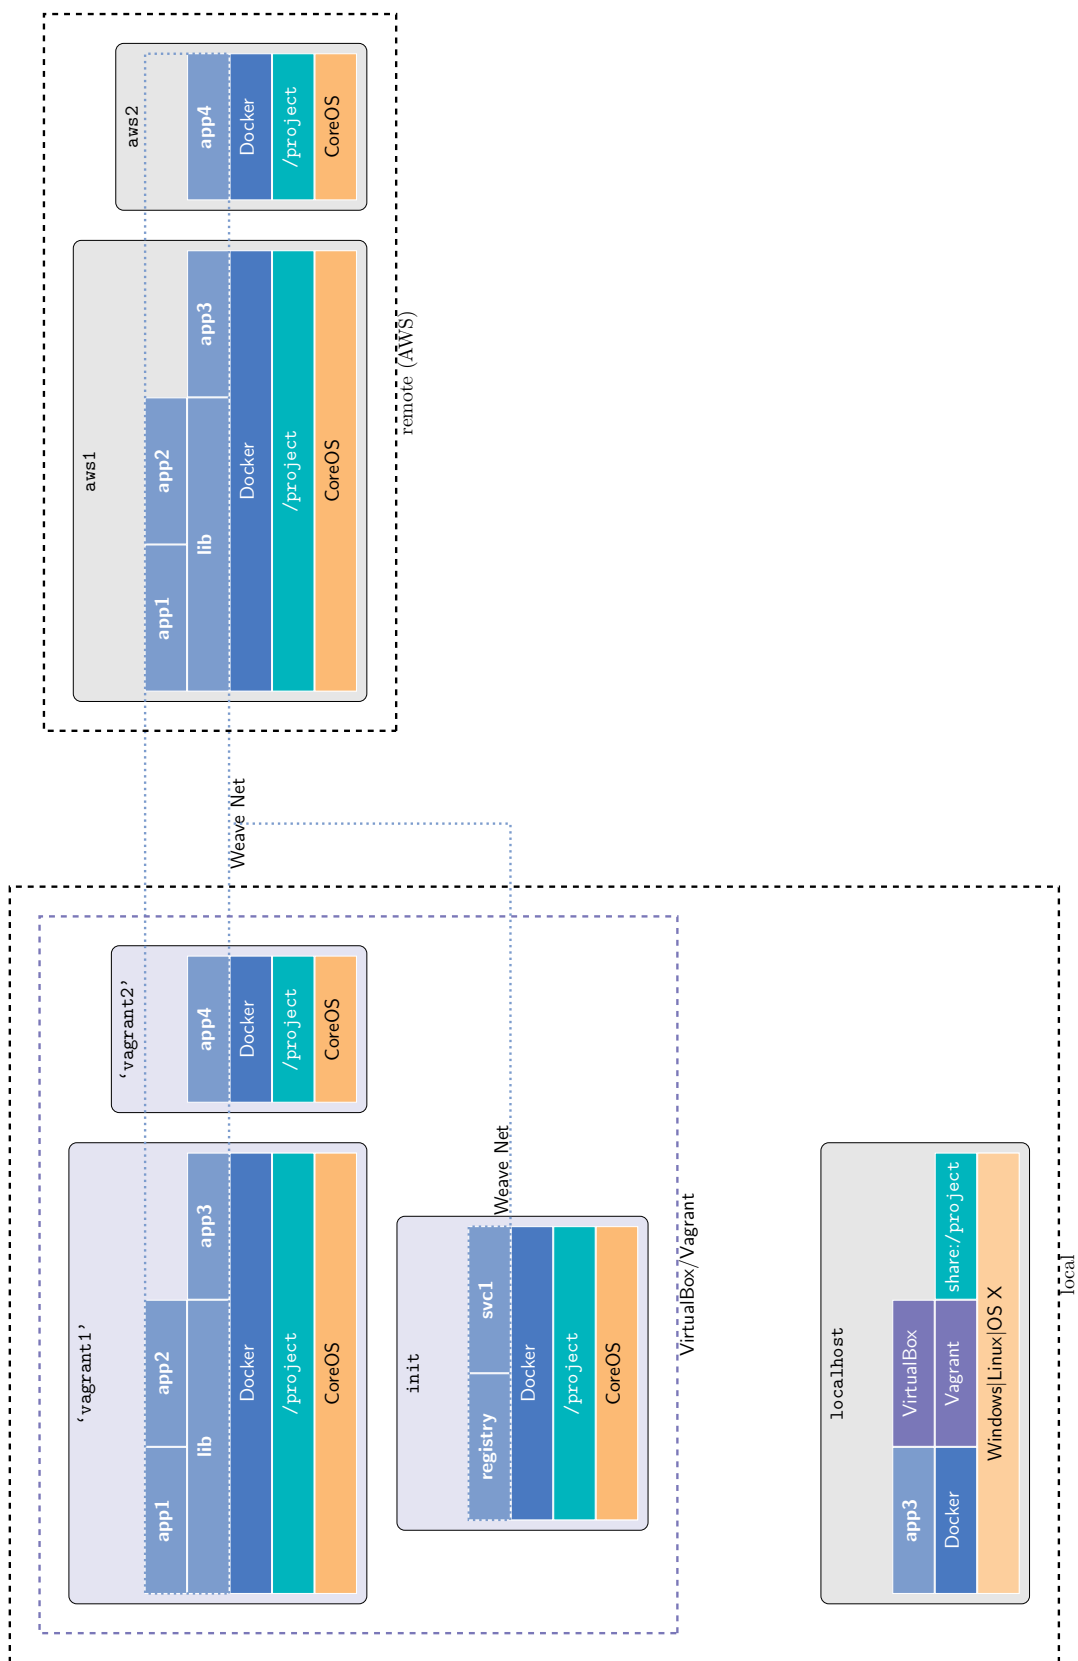 ‘vagrant1’
app1
app2
lib
app3
Docker
/project
CoreOS
‘vagrant2’
app4
Docker
/project
CoreOS
Weave Net
aws1
app1
app2
lib
app3
Docker
/project
CoreOS
aws2
app4
Docker
/project
CoreOS
remote (AWS)
init
registry
svc1
Docker
/project
CoreOS
Weave Net
VirtualBox/Vagrant
localhost
app3
VirtualBox
Docker
Vagrant
share:/project
Windows|Linux|OS X
local